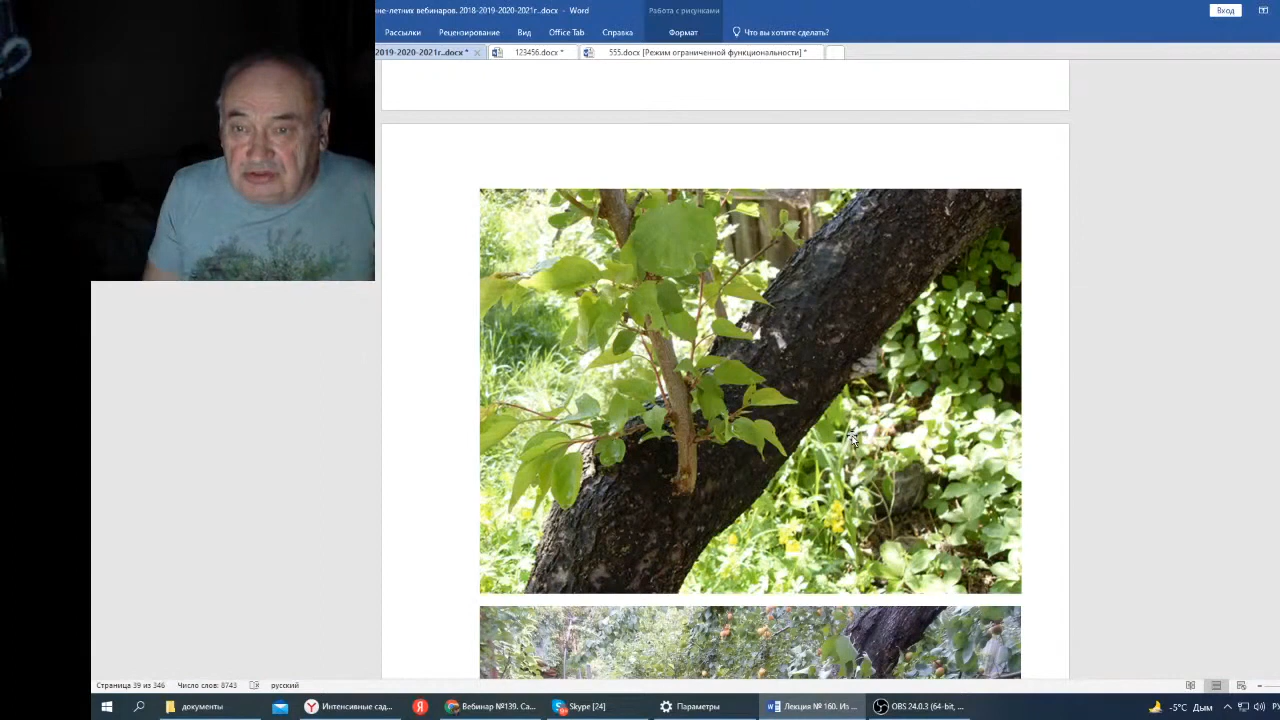 не-летних вебинаров. 2018-2019-2020-2021г..docx - Word
Работа с рисунками
Вход
Рассылки
Рецензирование
Вид
Office Tab
Справка
Формат
Что вы хотите сделать?
2019-2020-2021г..docx *
123456.docx *
555.docx [Режим ограниченной функциональности] *
Страница 39 из 346
Число слов: 8743
русский
документы
Интенсивные сад...
Вебинар №139. Са...
Skype [24]
Параметры
Лекция № 160. Из ...
OBS 24.0.3 (64-bit, ...
-5°C Дым